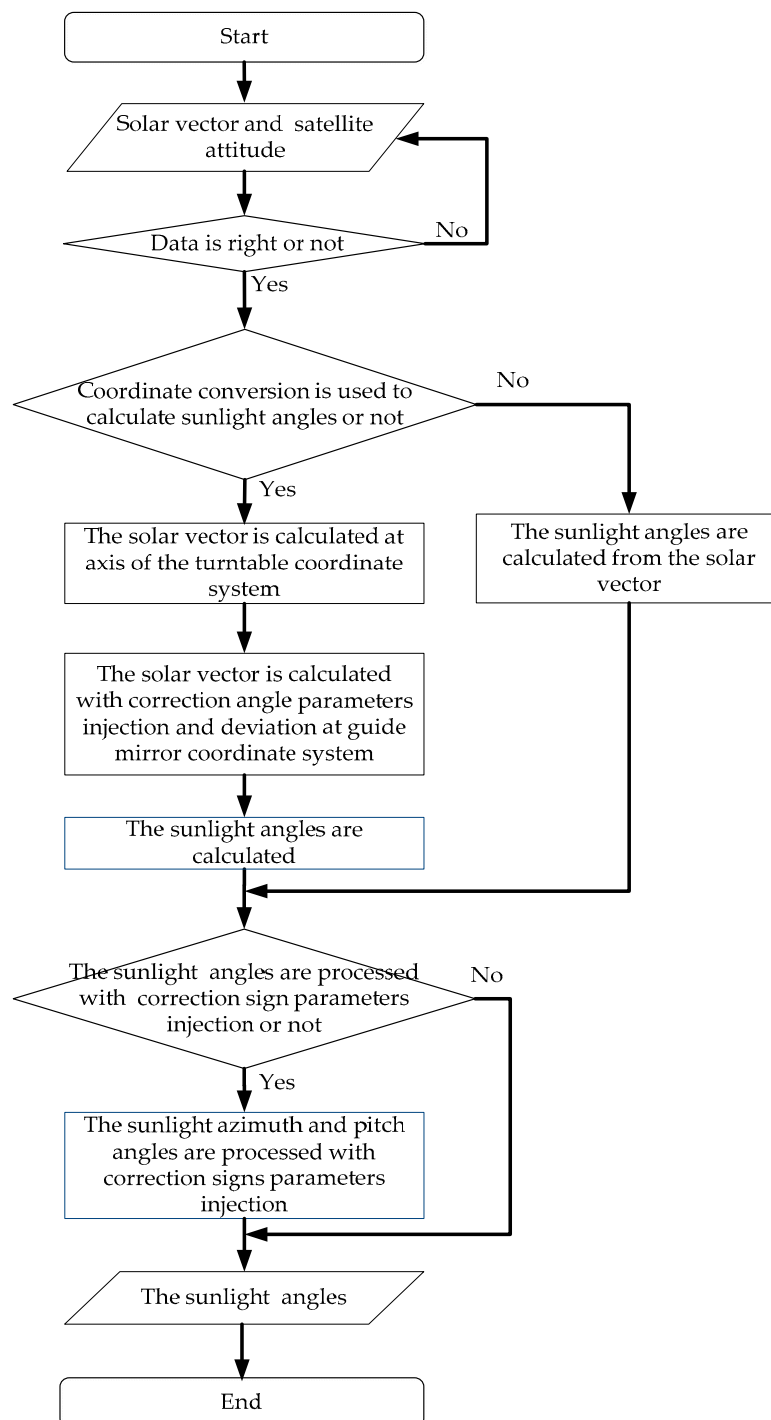 Start
Solar vector and satellite
attitude
Data is right or not
No
Yes
Coordinate conversion is used to
calculate sunlight angles or not
No
Yes
The solar vector is calculated at
axis of the turntable coordinate
system
The sunlight angles are
calculated from the solar
vector
The solar vector is calculated
with correction angle parameters
injection and deviation at guide
mirror coordinate system
The sunlight angles are
calculated
The sunlight angles are processed
with correction sign parameters
injection or not
No
Yes
The sunlight azimuth and pitch
angles are processed with
correction signs parameters
injection
The sunlight angles
End